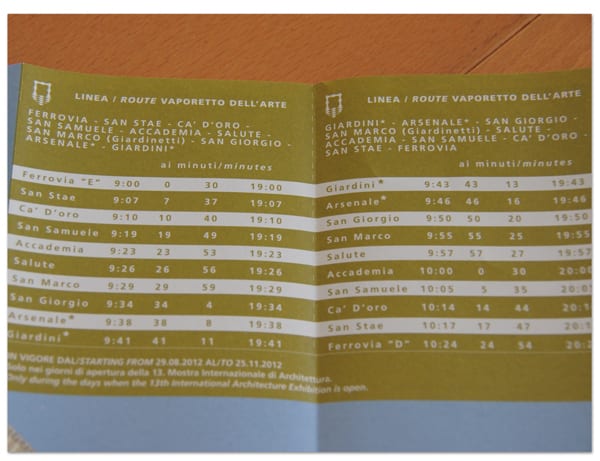 LINEA / ROUTE VAPORETTO DELL'ARTE
FERROVIA - SAN STAE - CA' D'ORO -
SAN SAMUELE - ACCADEMIA - SALUTE -
SAN MARCO (Giardinetti) - SAN GIORGIO -
ARSENALE* - GIARDINI*
ai minuti/minutes
Ferrovia "E" 9:00 0 30 19:00
San Stae 9:07 7 37 19:07
Ca' D'oro 9:10 10 40 19:10
San Samuele 9:19 19 49 19:19
Accademia 9:23 23 53 19:23
Salute 9:26 26 56 19:26
San Marco 9:29 29 59 19:29
San Giorgio 9:34 34 4 19:34
Arsenale* 9:38 38 8 19:38
Giardini* 9:41 41 11 19:41
IN VIGORE DAL/STARTING FROM 29.08.2012 AL/TO 25.11.2012
Solo nei giorni di apertura della 13. Mostra Internazionale di Architettura.
Only during the days when the 13th International Architecture Exhibition is open.
LINEA / ROUTE VAPORETTO DELL'ARTE
GIARDINI* - ARSENALE* - SAN GIORGIO-
SAN MARCO (Giardinetti) - SALUTE -
ACCADEMIA - SAN SAMUELE - CA' D'ORO -
SAN STAE - FERROVIA
ai minuti/minutes
Giardini* 9:43 43 13 19:43
Arsenale* 9:46 46 16 19:46
San Giorgio 9:50 50 20 19:50
San Marco 9:55 55 25 19:55
Salute 9:57 57 27 19:57
Accademia 10:00 0 30
San Samuele 10:05 5 35
Ca' D'oro 10:14 14 44
San Stae 10:17 17 47
Ferrovia "D" 10:24 24 54